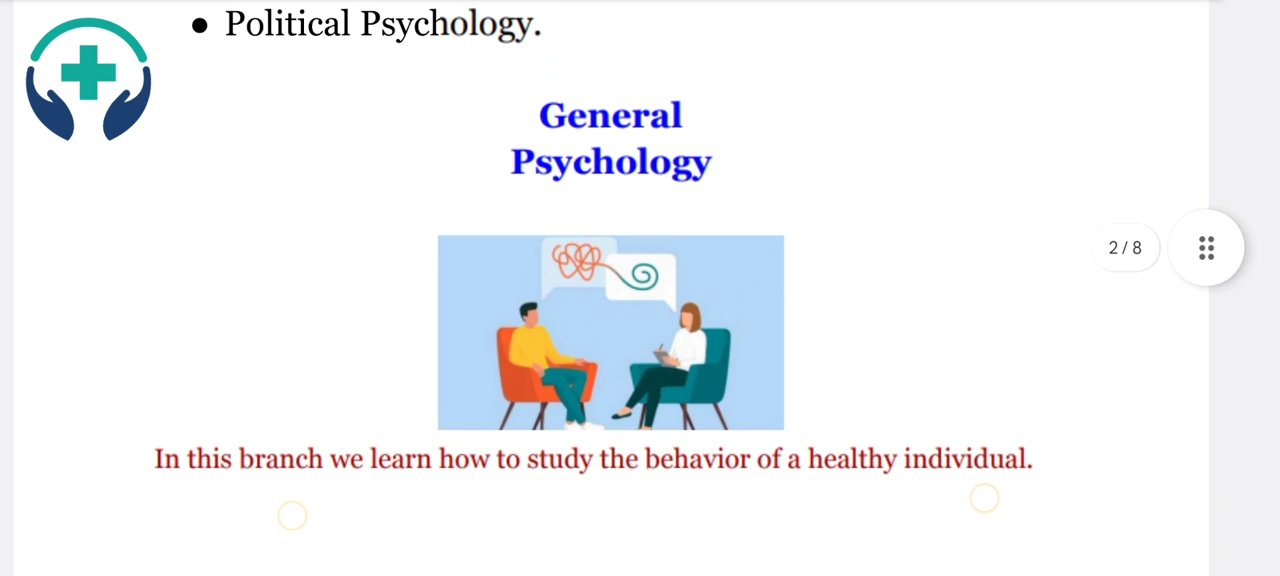 ● Political Psychology.
General
Psychology
2 / 8
In this branch we learn how to study the behavior of a healthy individual.